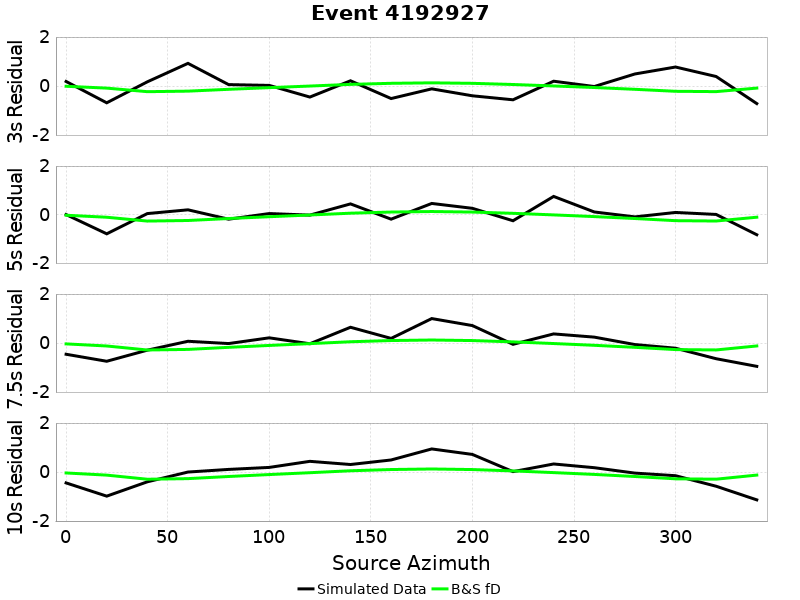 Event 4192927
3s Residual
2
0
-2
5s Residual
2
0
-2
7.5s Residual
2
0
-2
10s Residual
2
0
-2
0 50 100 150 200 250 300
Source Azimuth
Simulated Data B&S fD